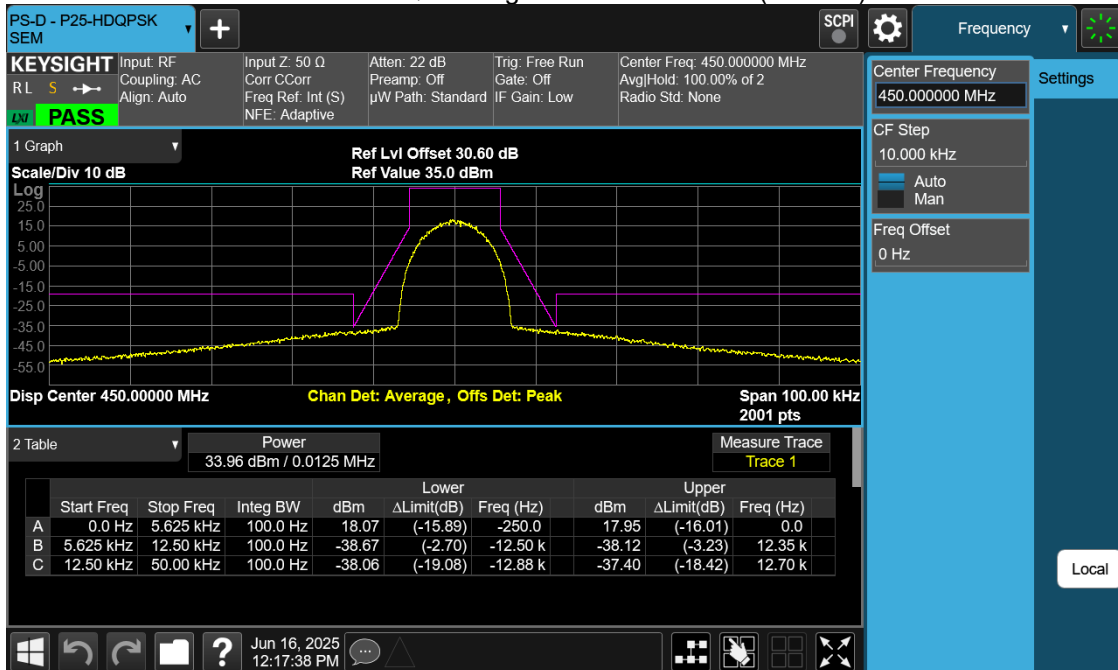 PS-D - P25-HDQPSK
SEM
SCPI
Frequency
KEYSIGHT Input: RF Input Z: 50 Ω Atten: 22 dB Trig: Free Run Center Freq: 450.000000 MHz
R L S Coupling: AC Corr CCorr Preamp: Off Gate: Off Avg|Hold: 100.00% of 2
Align: Auto Freq Ref: Int (S) µW Path: Standard IF Gain: Low Radio Std: None
LXI PASS NFE: Adaptive
Center Frequency
450.000000 MHz
Settings
CF Step
10.000 kHz
Auto
Man
Freq Offset
0 Hz
Local
1 Graph
Ref Lvl Offset 30.60 dB
Scale/Div 10 dB Ref Value 35.0 dBm
Log
25.0
15.0
5.00
-5.00
-15.0
-25.0
-35.0
-45.0
-55.0
Disp Center 450.00000 MHz Chan Det: Average , Offs Det: Peak Span 100.00 kHz
2001 pts
2 Table Power Measure Trace
33.96 dBm / 0.0125 MHz Trace 1
Lower Upper
Start Freq Stop Freq Integ BW dBm ΔLimit(dB) Freq (Hz) dBm ΔLimit(dB) Freq (Hz)
A 0.0 Hz 5.625 kHz 100.0 Hz 18.07 (-15.89) -250.0 17.95 (-16.01) 0.0
B 5.625 kHz 12.50 kHz 100.0 Hz -38.67 (-2.70) -12.50 k -38.12 (-3.23) 12.35 k
C 12.50 kHz 50.00 kHz 100.0 Hz -38.06 (-19.08) -12.88 k -37.40 (-18.42) 12.70 k
Jun 16, 2025
12:17:38 PM